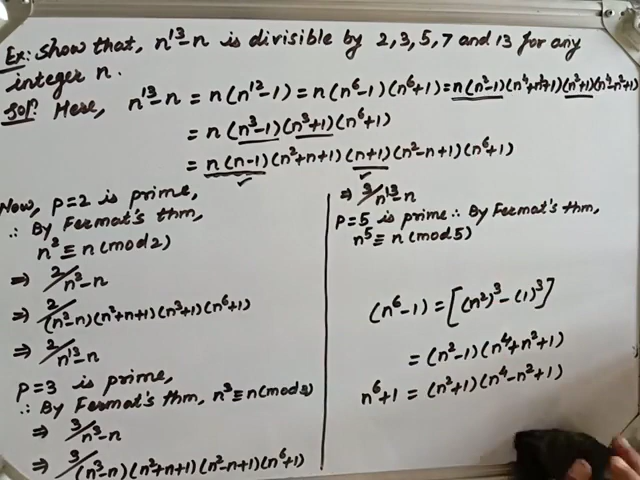 Ex: Show that, n¹³-n is divisible by 2, 3, 5, 7 and 13 for any
integer n.
Solⁿ: Here, n¹³-n = n(n¹²-1) = n(n⁶-1)(n⁶+1) = n(n²-1)(n⁴+n²+1)(n²+1)(n⁴-n²+1)
= n(n³-1)(n³+1)(n⁶+1)
= n(n-1)(n²+n+1)(n+1)(n²-n+1)(n⁶+1)
Now, p=2 is prime,
∴ By Fermat's thm,
n² ≡ n (mod 2)
⇒ 2/n²-n
⇒ 2/(n²-n)(n²+n+1)(n³+1)(n⁶+1)
⇒ 2/n¹³-n
p=3 is prime,
∴ By Fermat's thm, n³ ≡ n (mod 3)
⇒ 3/n³-n
⇒ 3/(n³-n)(n²+n+1)(n²-n+1)(n⁶+1)
⇒ 3/n¹³-n
p=5 is prime ∴ By Fermat's thm,
n⁵ ≡ n (mod 5)
(n⁶-1) = [(n²)³-(1)³]
= (n²-1)(n⁴+n²+1)
n⁶+1 = (n²+1)(n⁴-n²+1)